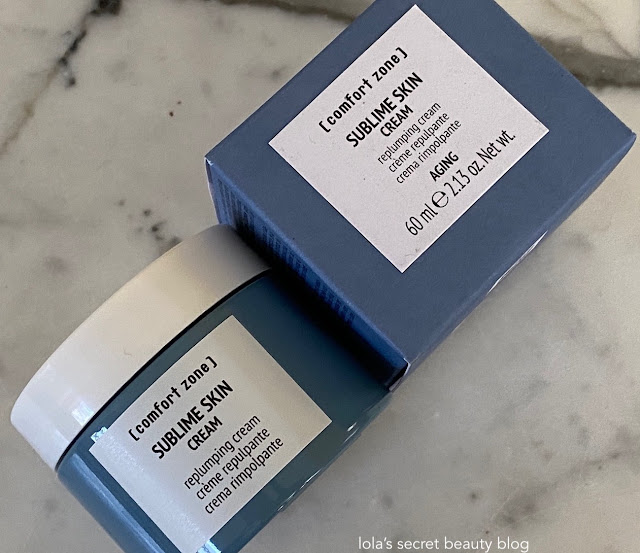 [comfort zone]
SUBLIME SKIN
CREAM
replumping cream
crème repulpante
crema rimpolpante
AGING
60 ml ℮ 2.13 oz.Net wt.
[comfort zone]
SUBLIME SKIN
CREAM
replumping cream
crème repulpante
crema rimpolpante
lola's secret beauty blog